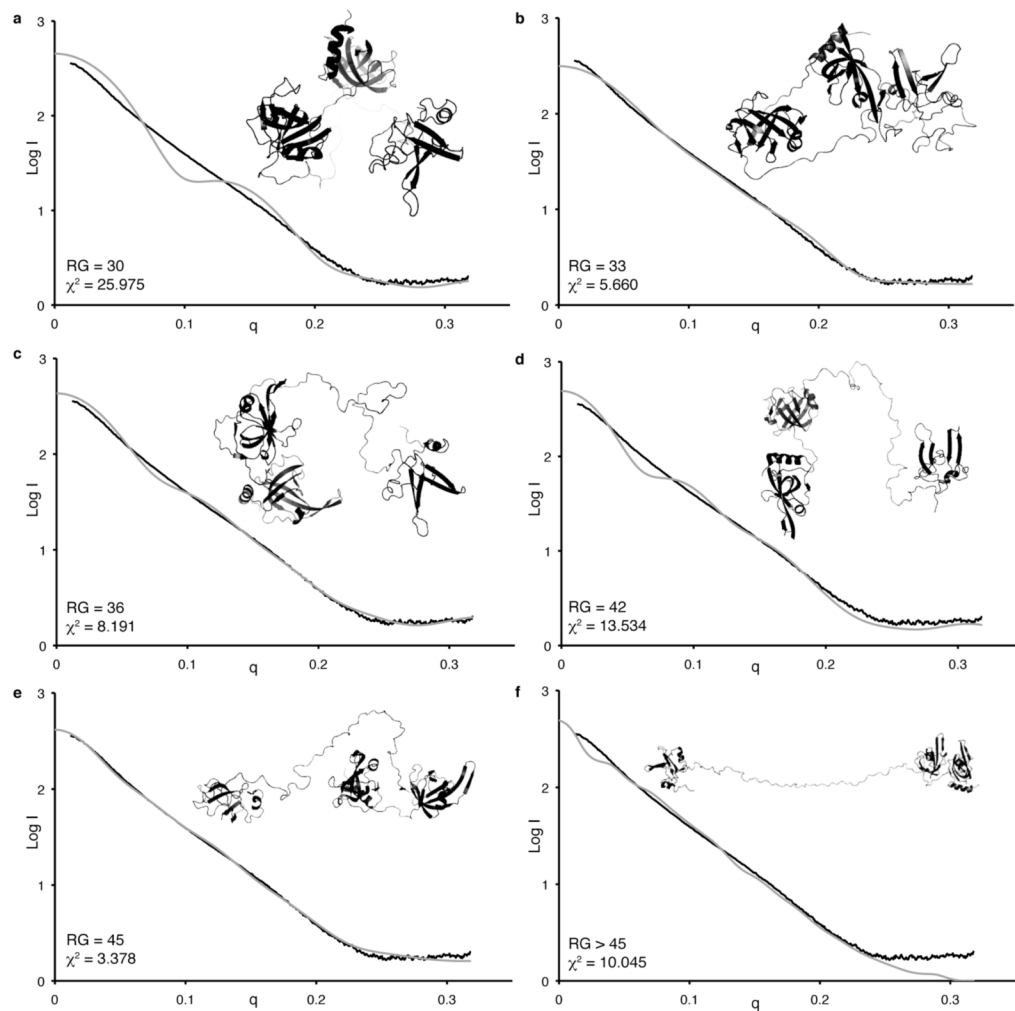 a
3
2
Log I
1
RG = 30
χ² = 25.975
0
0 0.1 0.2 0.3
q
b
3
2
Log I
1
RG = 33
χ² = 5.660
0
0 0.1 0.2 0.3
q
c
3
2
Log I
1
RG = 36
χ² = 8.191
0
0 0.1 0.2 0.3
q
d
3
2
Log I
1
RG = 42
χ² = 13.534
0
0 0.1 0.2 0.3
q
e
3
2
Log I
1
RG = 45
χ² = 3.378
0
0 0.1 0.2 0.3
q
f
3
2
Log I
1
RG > 45
χ² = 10.045
0
0 0.1 0.2 0.3
q